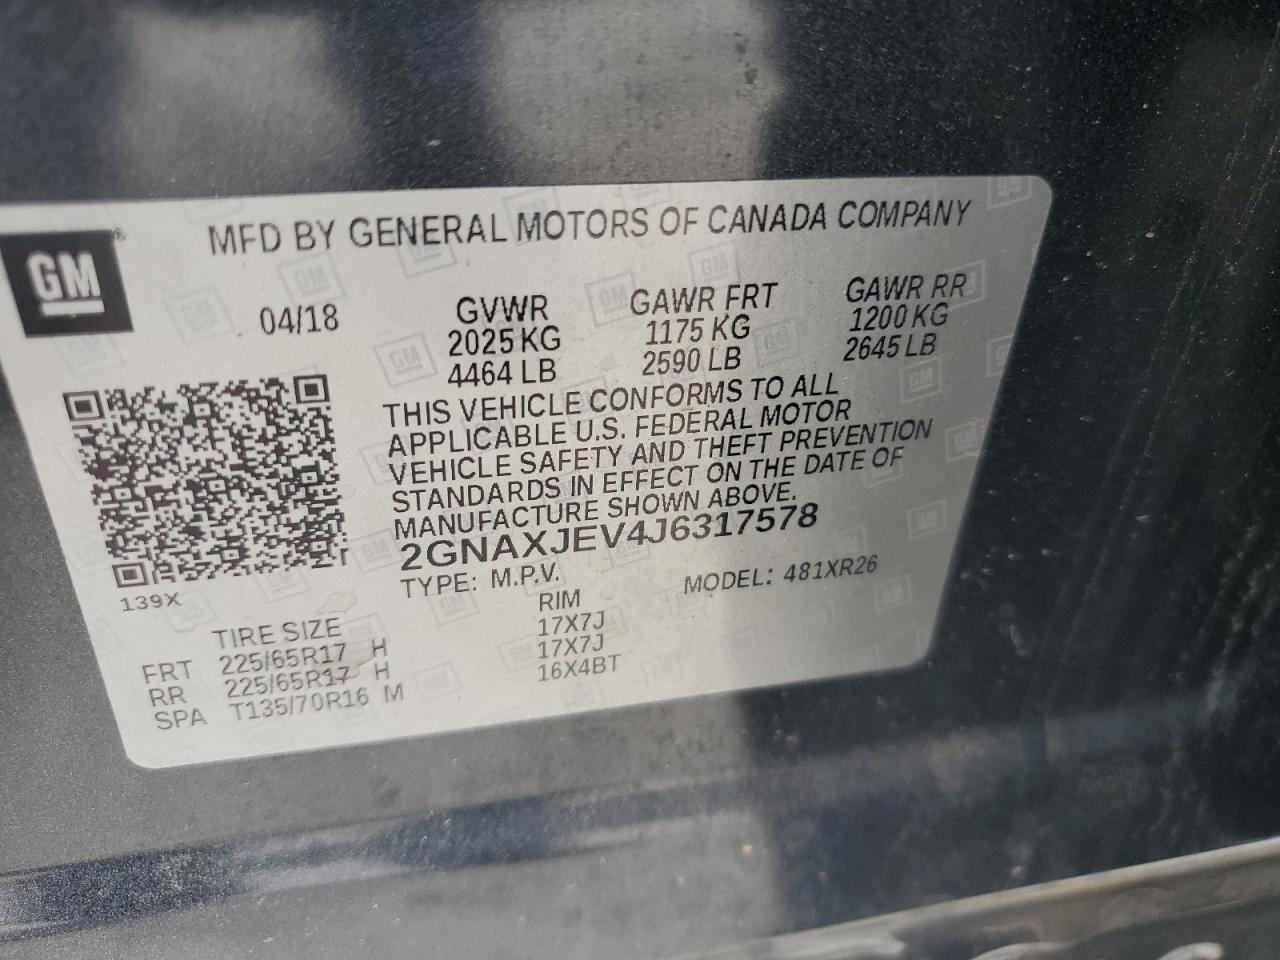 GM
®
MFD BY GENERAL MOTORS OF CANADA COMPANY
04/18
GVWR
2025 KG
4464 LB
GAWR FRT
1175 KG
2590 LB
GAWR RR
1200 KG
2645 LB
THIS VEHICLE CONFORMS TO ALL
APPLICABLE U.S. FEDERAL MOTOR
VEHICLE SAFETY AND THEFT PREVENTION
STANDARDS IN EFFECT ON THE DATE OF
MANUFACTURE SHOWN ABOVE.
2GNAXJEV4J6317578
TYPE: M.P.V.
MODEL: 481XR26
139X
TIRE SIZE RIM
FRT 225/65R17 H 17X7J
RR 225/65R17 H 17X7J
SPA T135/70R16 M 16X4BT